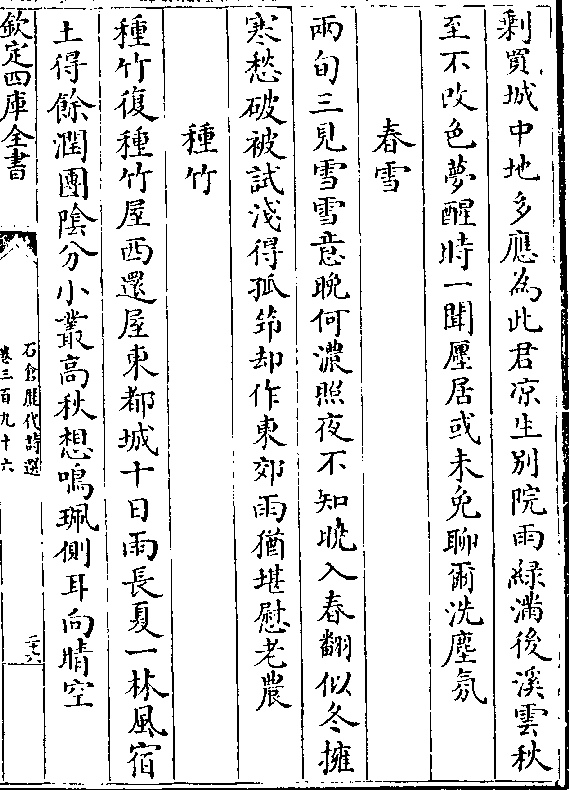 剩買城中地多應為此君凉生別院雨緑滿後溪雲秋
至不改色夢醒時一聞㕓居或未免聊爾洗塵氛
春雪
兩旬三見雪雪意晚何濃照夜不知曉入春翻似冬擁
寒愁破被試淺得孤筇却作東郊雨猶堪慰老農
種竹
種竹復種竹屋西還屋東都城十日雨長夏一林風宿
土得餘潤團陰分小叢高秋想鳴珮側耳向晴空
欽定四庫全書
石倉歷代詩選
卷三百九十六
二十六